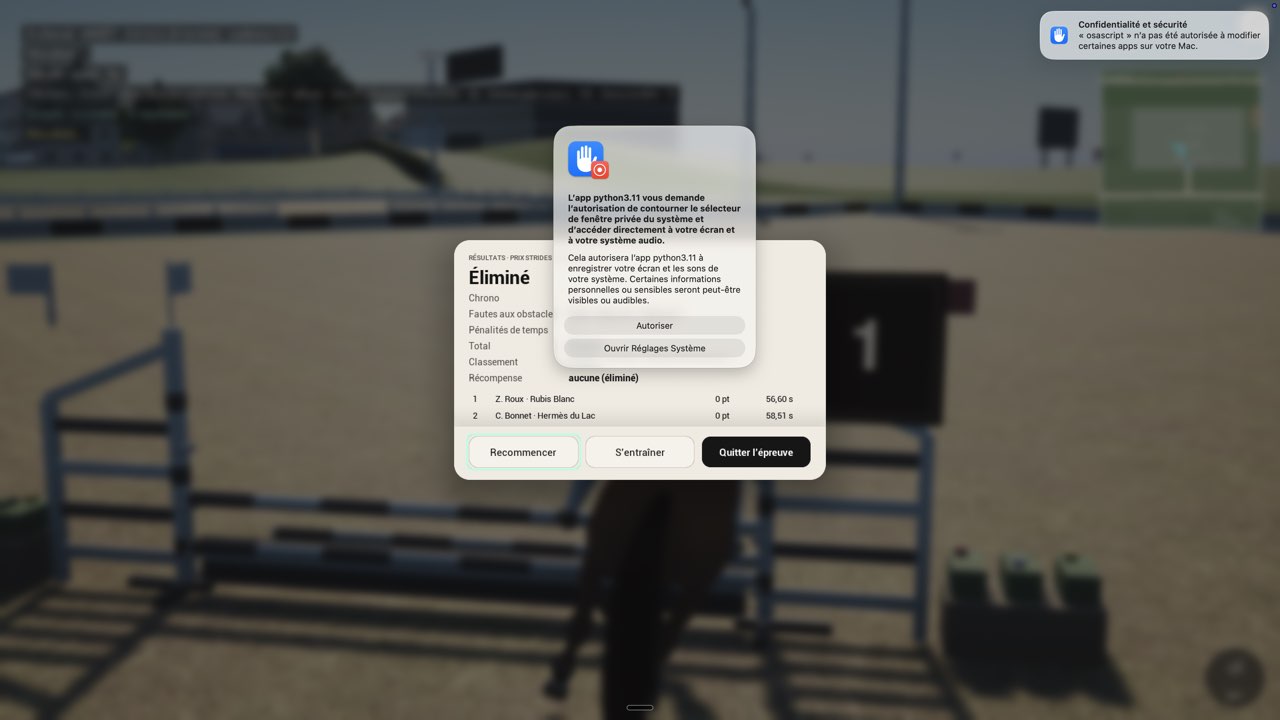 Confidentialité et sécurité
« osascript » n'a pas été autorisée à modifier
certaines apps sur votre Mac.
L'app python3.11 vous demande
l'autorisation de contourner le sélecteur
de fenêtre privée du système et
d'accéder directement à votre écran et
à votre système audio.
Cela autorisera l'app python3.11 à
enregistrer votre écran et les sons de
votre système. Certaines informations
personnelles ou sensibles seront peut-être
visibles ou audibles.
Autoriser
Ouvrir Réglages Système
RÉSULTATS · PRIX STRIDES
Éliminé
Chrono
Fautes aux obstacle
Pénalités de temps
Total
Classement
Récompense aucune (éliminé)
1 Z. Roux · Rubis Blanc 0 pt 56,60 s
2 C. Bonnet · Hermès du Lac 0 pt 58,51 s
Recommencer S'entraîner Quitter l'épreuve
1